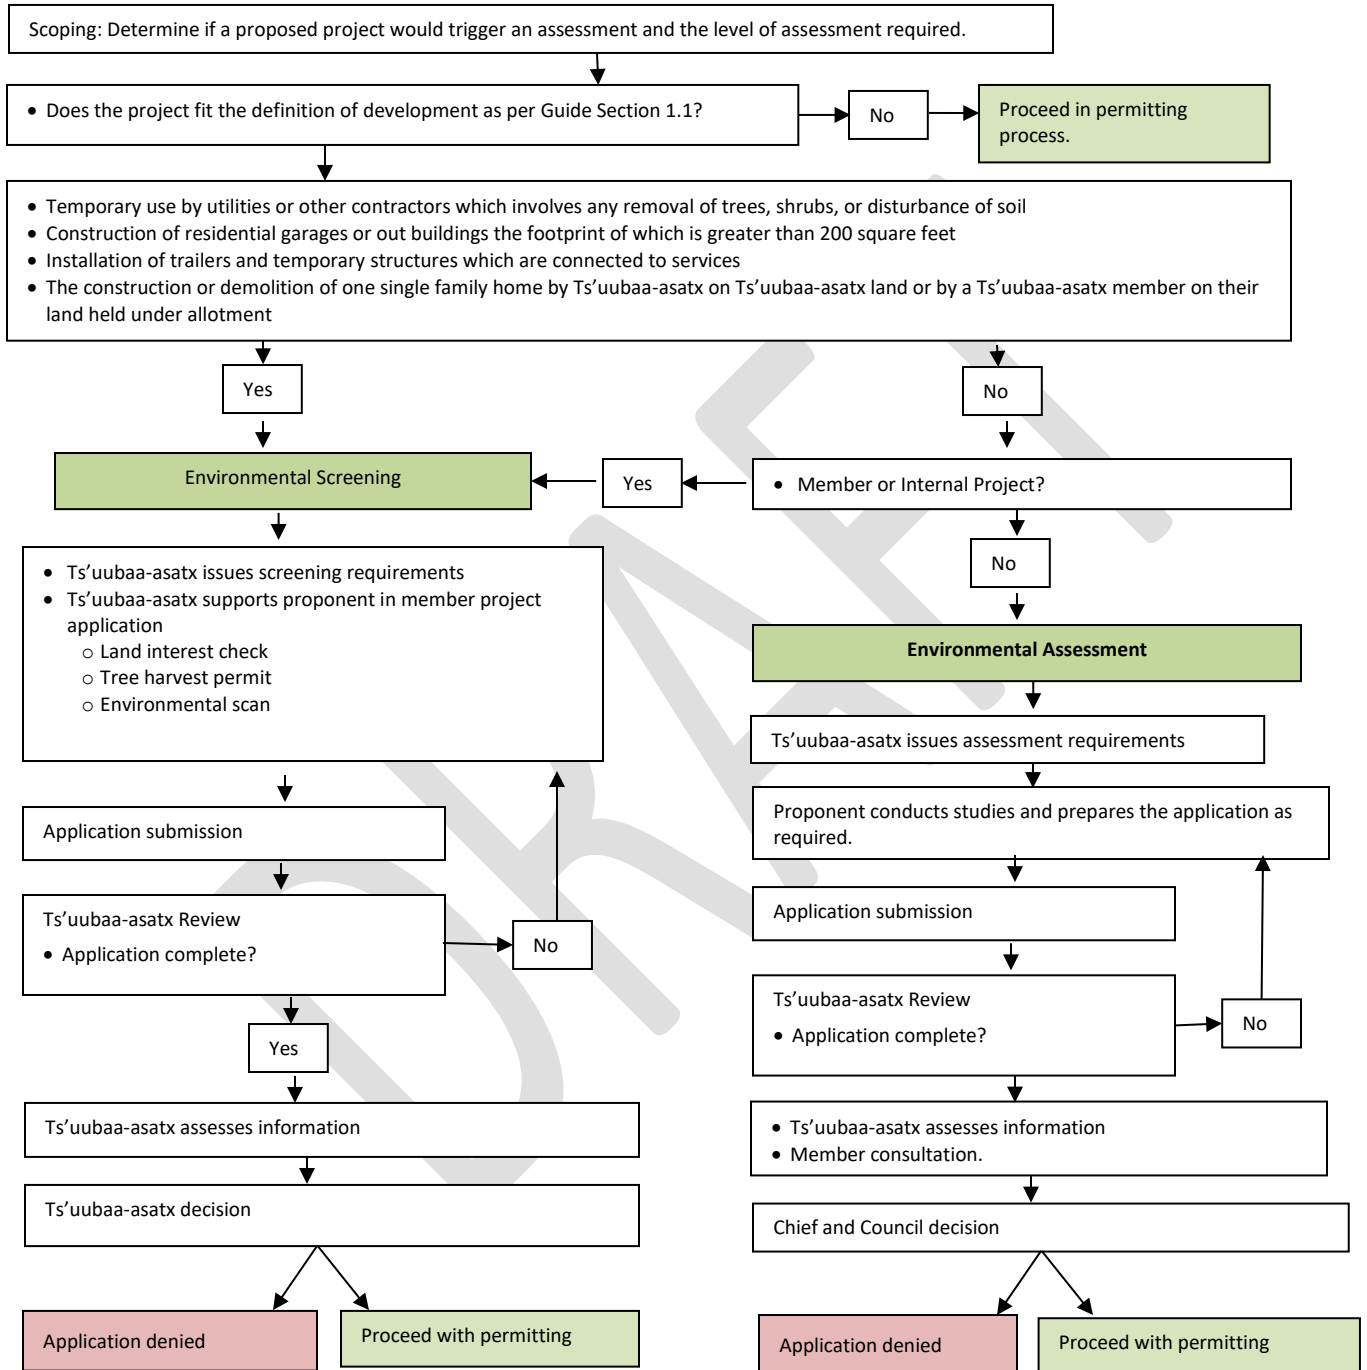 Scoping: Determine if a proposed project would trigger an assessment and the level of assessment required.
• Does the project fit the definition of development as per Guide Section 1.1?
No
Proceed in permitting
process.
• Temporary use by utilities or other contractors which involves any removal of trees, shrubs, or disturbance of soil
• Construction of residential garages or out buildings the footprint of which is greater than 200 square feet
• Installation of trailers and temporary structures which are connected to services
• The construction or demolition of one single family home by Ts’uubaa-asatx on Ts’uubaa-asatx land or by a Ts’uubaa-asatx member on their
land held under allotment
Yes
No
Environmental Screening
Yes
• Member or Internal Project?
No
• Ts’uubaa-asatx issues screening requirements
• Ts’uubaa-asatx supports proponent in member project
application
o Land interest check
o Tree harvest permit
o Environmental scan
Application submission
Ts’uubaa-asatx Review
• Application complete?
No
Yes
Ts’uubaa-asatx assesses information
Ts’uubaa-asatx decision
Application denied
Proceed with permitting
Environmental Assessment
Ts’uubaa-asatx issues assessment requirements
Proponent conducts studies and prepares the application as
required.
Application submission
Ts’uubaa-asatx Review
• Application complete?
No
• Ts’uubaa-asatx assesses information
• Member consultation.
Chief and Council decision
Application denied
Proceed with permitting
DRAFT